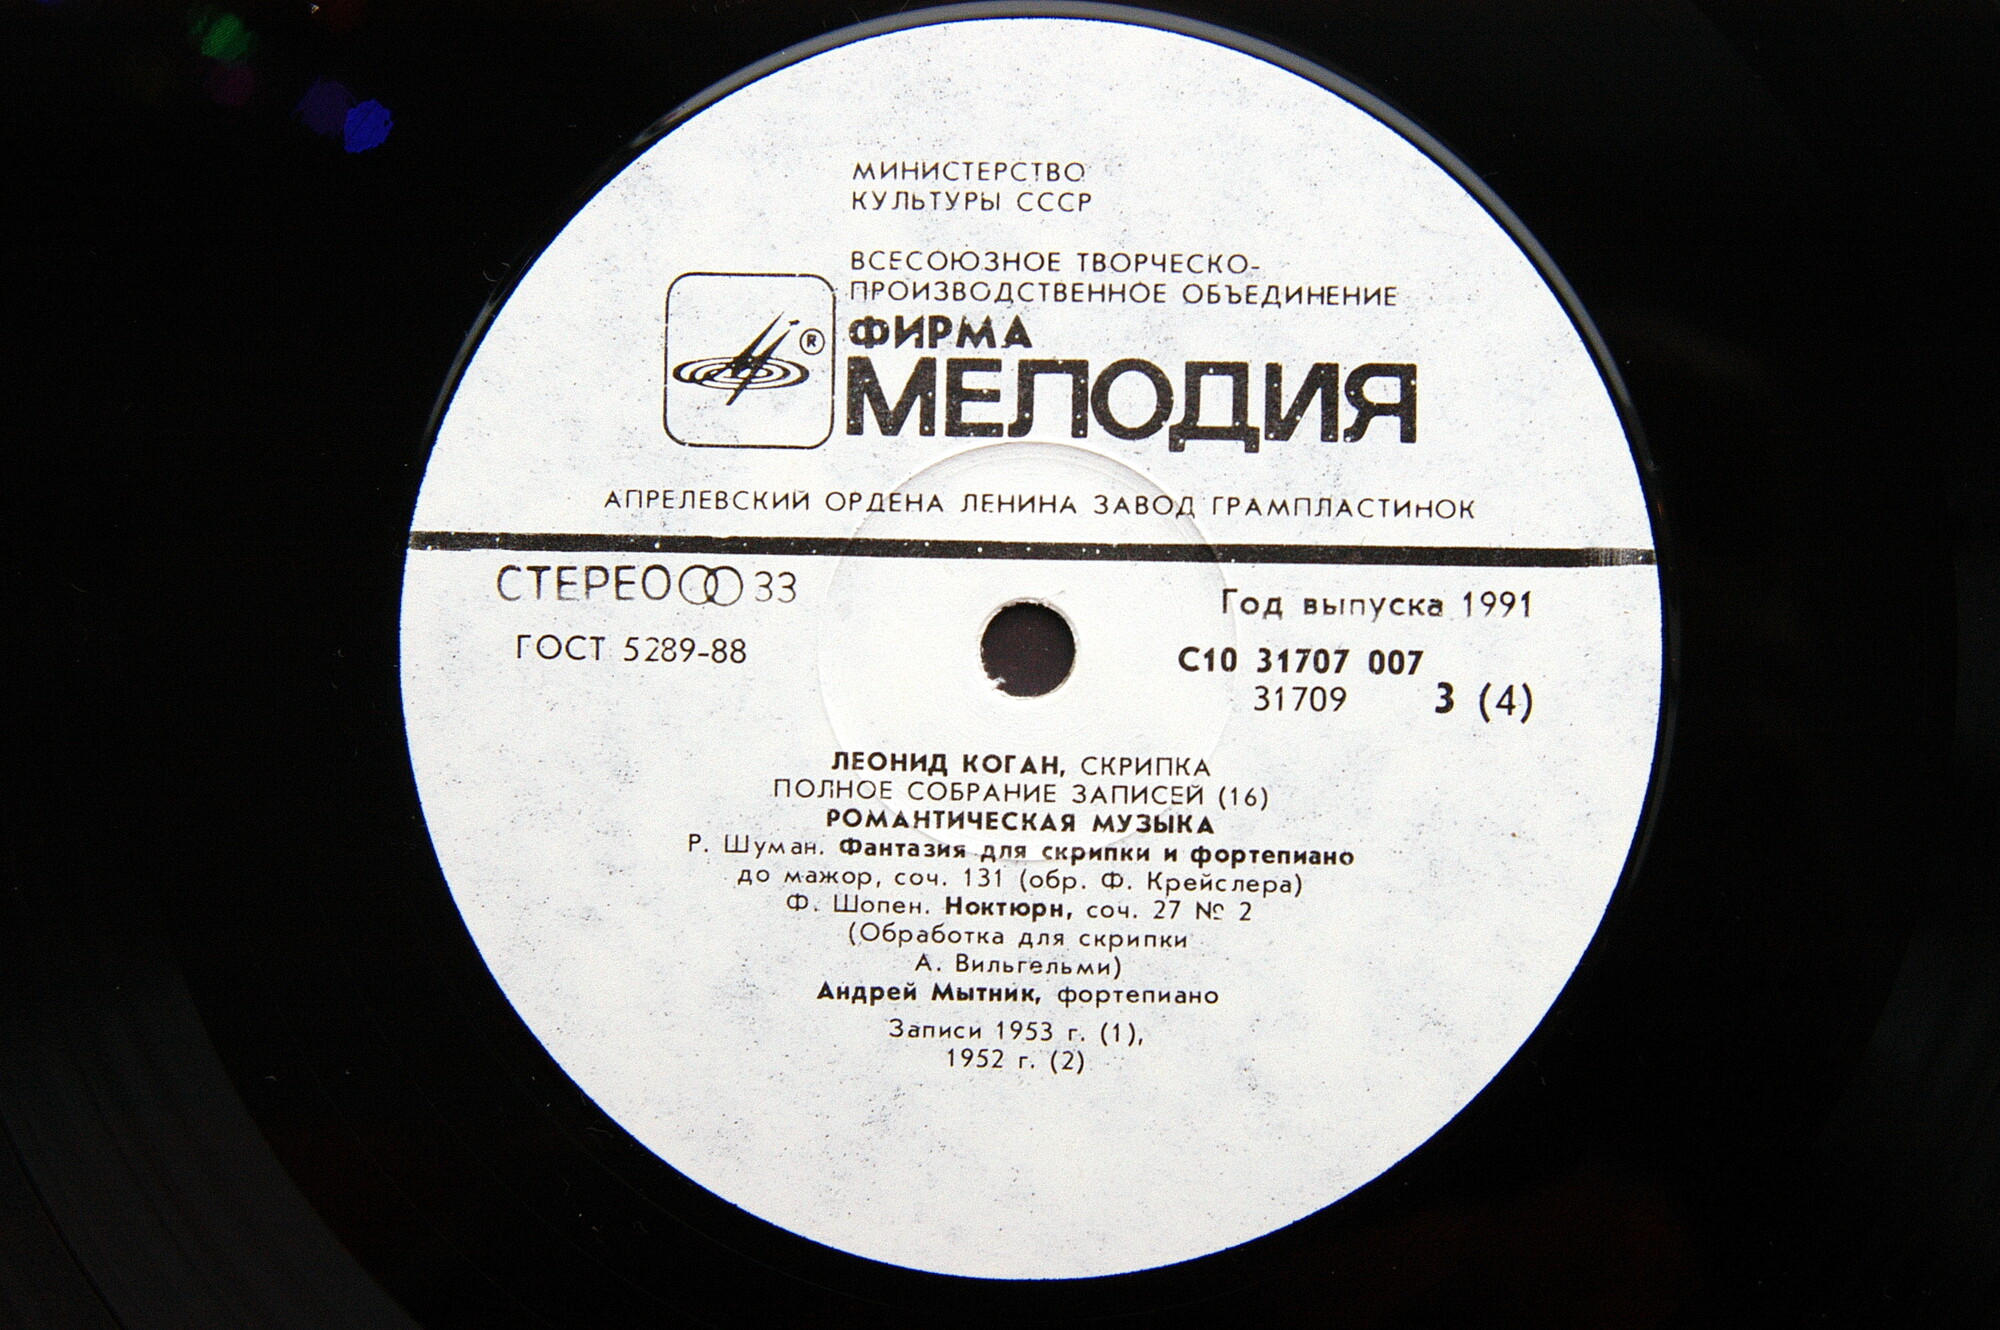 МИНИСТЕРСТВО
КУЛЬТУРЫ СССР
ВСЕСОЮЗНОЕ ТВОРЧЕСКО-
ПРОИЗВОДСТВЕННОЕ ОБЪЕДИНЕНИЕ
ФИРМА
®
МЕЛОДИЯ
АПРЕЛЕВСКИЙ ОРДЕНА ЛЕНИНА ЗАВОД ГРАМПЛАСТИНОК
СТЕРЕО 33
Год выпуска 1991
ГОСТ 5289-88
С10 31707 007
31709 3 (4)
ЛЕОНИД КОГАН, СКРИПКА
ПОЛНОЕ СОБРАНИЕ ЗАПИСЕЙ (16)
РОМАНТИЧЕСКАЯ МУЗЫКА
Р. Шуман. Фантазия для скрипки и фортепиано
до мажор, соч. 131 (обр. Ф. Крейслера)
Ф. Шопен. Ноктюрн, соч. 27 № 2
(Обработка для скрипки
А. Вильгельми)
Андрей Мытник, фортепиано
Записи 1953 г. (1),
1952 г. (2)